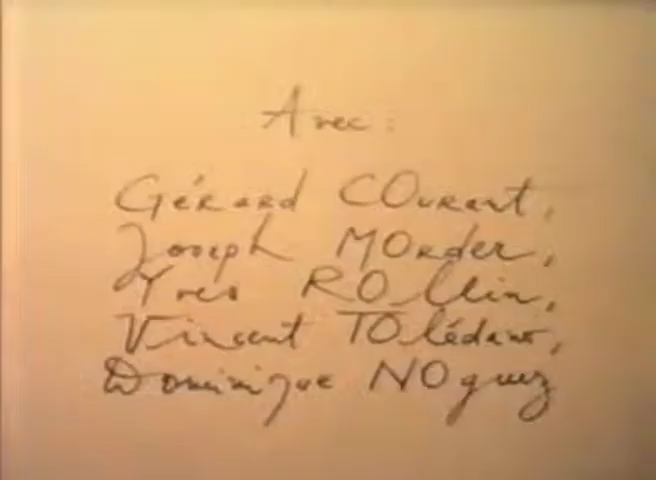 Avec :
Gérard COurant,
Joseph MOrder,
Yves ROllin,
Vincent TOlédano,
Dominique NOguez